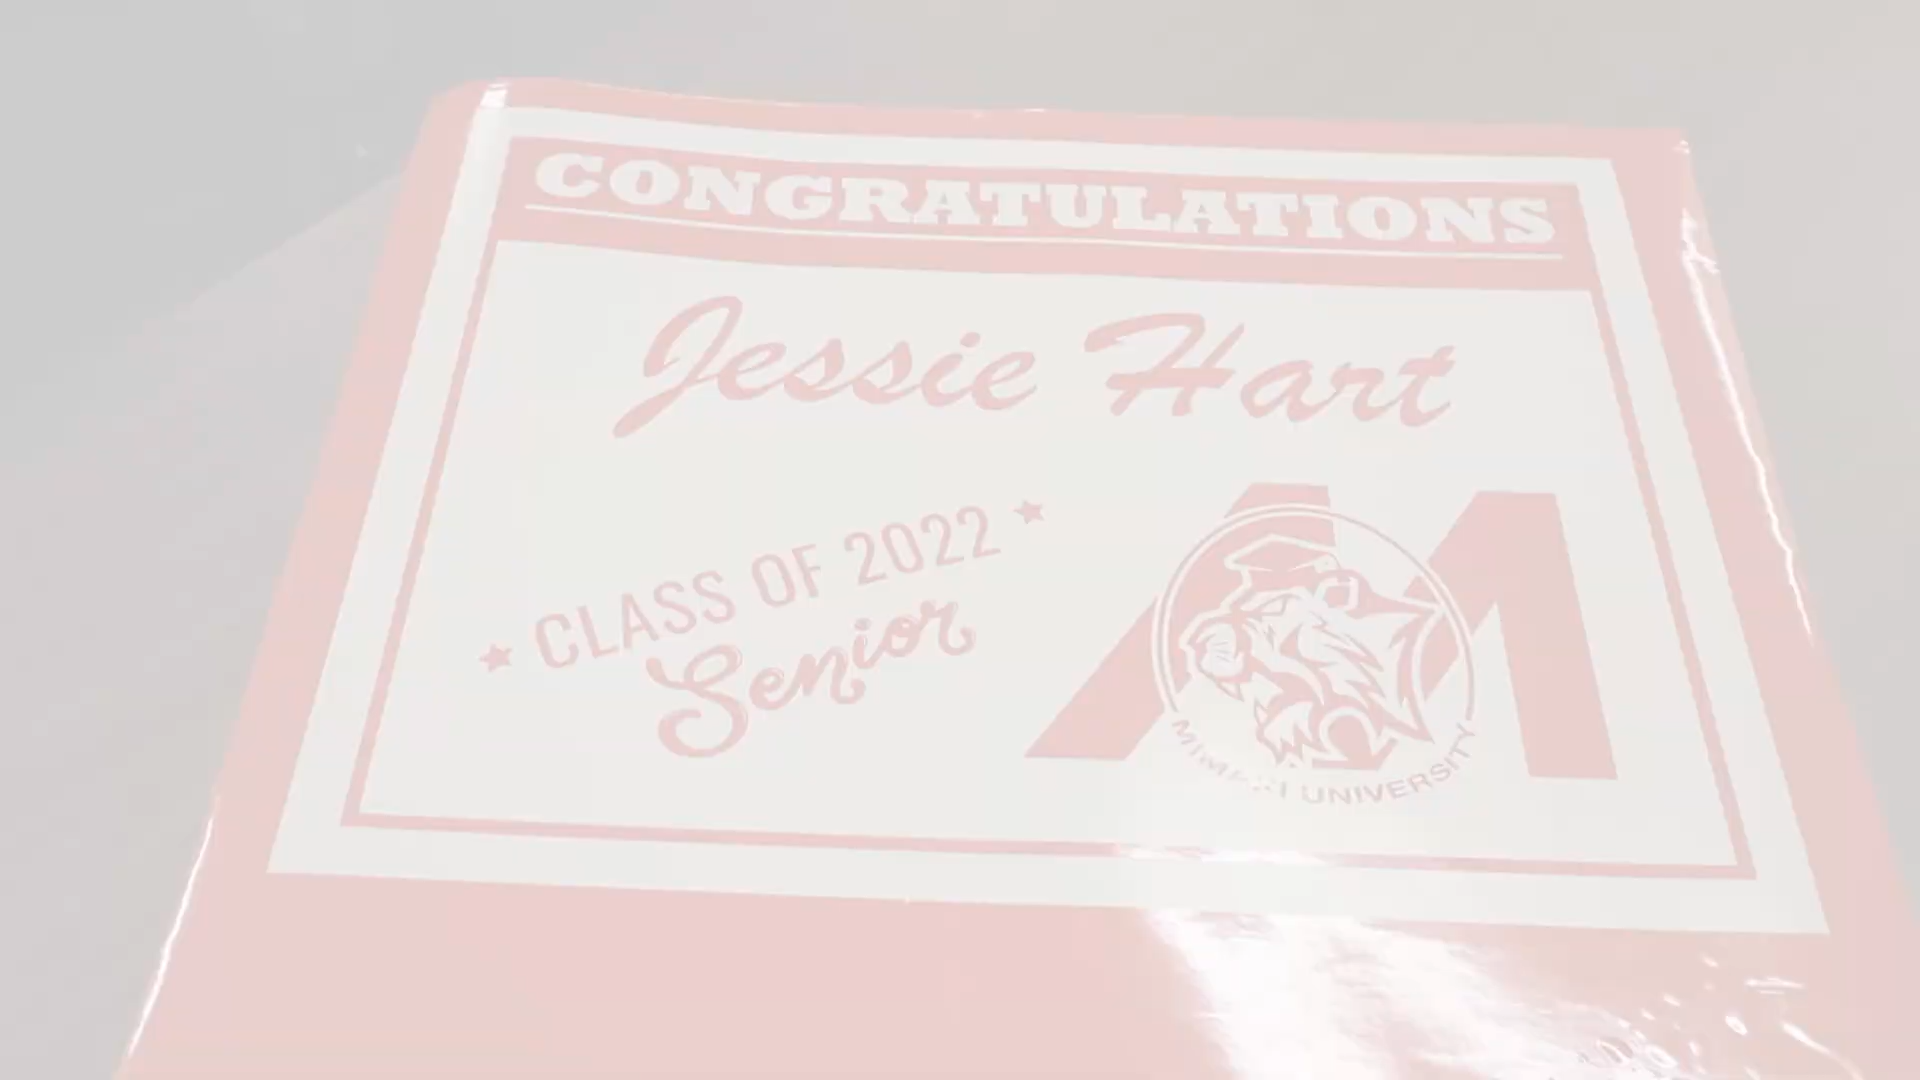 CONGRATULATIONS
Jessie Hart
CLASS OF 2022
Senior
M
UNIVERSITY